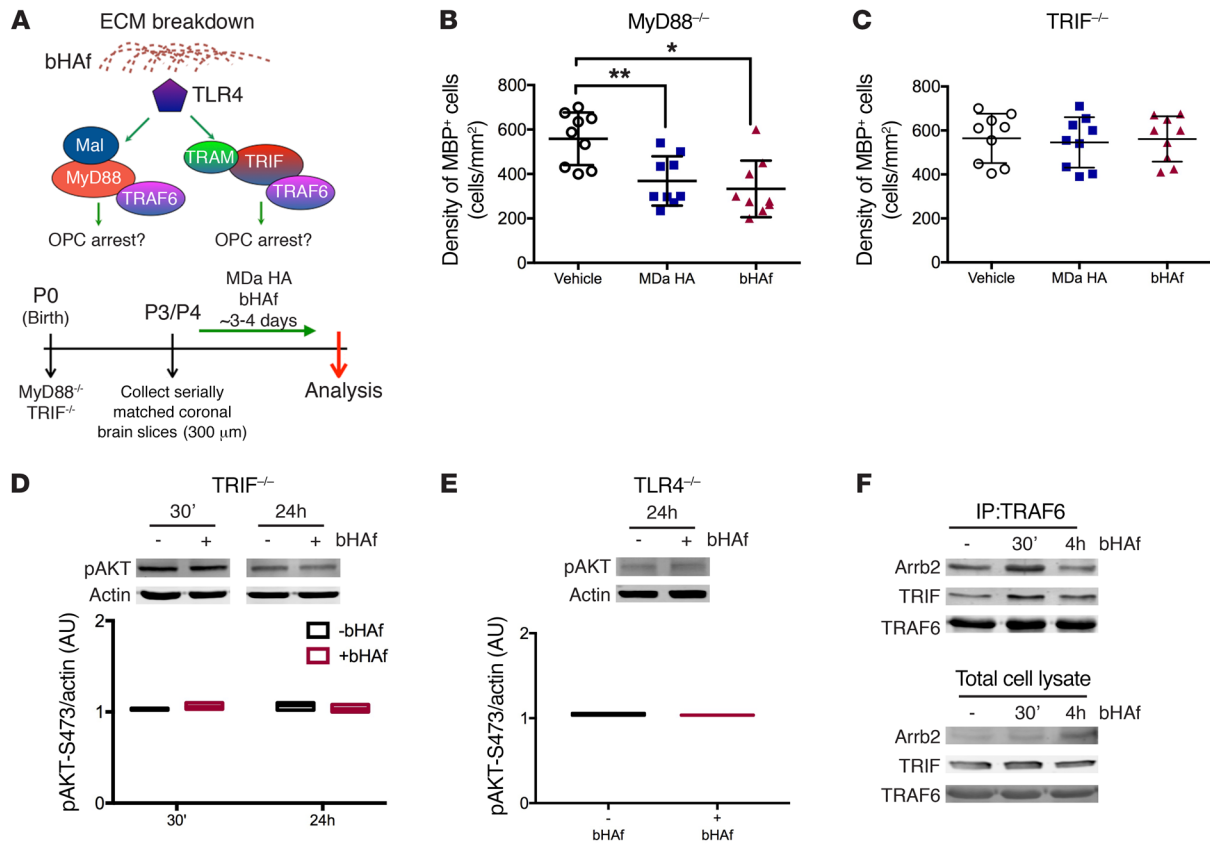 A
ECM breakdown
bHAf
TLR4
Mal
MyD88
TRAF6
TRAM
TRIF
TRAF6
OPC arrest?
OPC arrest?
MDa HA
bHAf
~3-4 days
P0
(Birth)
P3/P4
MyD88-/-
TRIF-/-
Collect serially
matched coronal
brain slices (300 µm)
Analysis
B
MyD88–/–
*
**
Density of MBP+ cells
(cells/mm2)
800
600
400
200
0
Vehicle
MDa HA
bHAf
C
TRIF–/–
Density of MBP+ cells
(cells/mm2)
800
600
400
200
0
Vehicle
MDa HA
bHAf
D
TRIF–/–
30’
24h
- + - + bHAf
pAKT
Actin
pAKT-S473/actin (AU)
2
1
0
-bHAf
+bHAf
30'
24h
E
TLR4–/–
24h
- + bHAf
pAKT
Actin
pAKT-S473/actin (AU)
2
1
0
-
bHAf
+
bHAf
F
IP:TRAF6
- 30’ 4h bHAf
Arrb2
TRIF
TRAF6
Total cell lysate
- 30’ 4h bHAf
Arrb2
TRIF
TRAF6